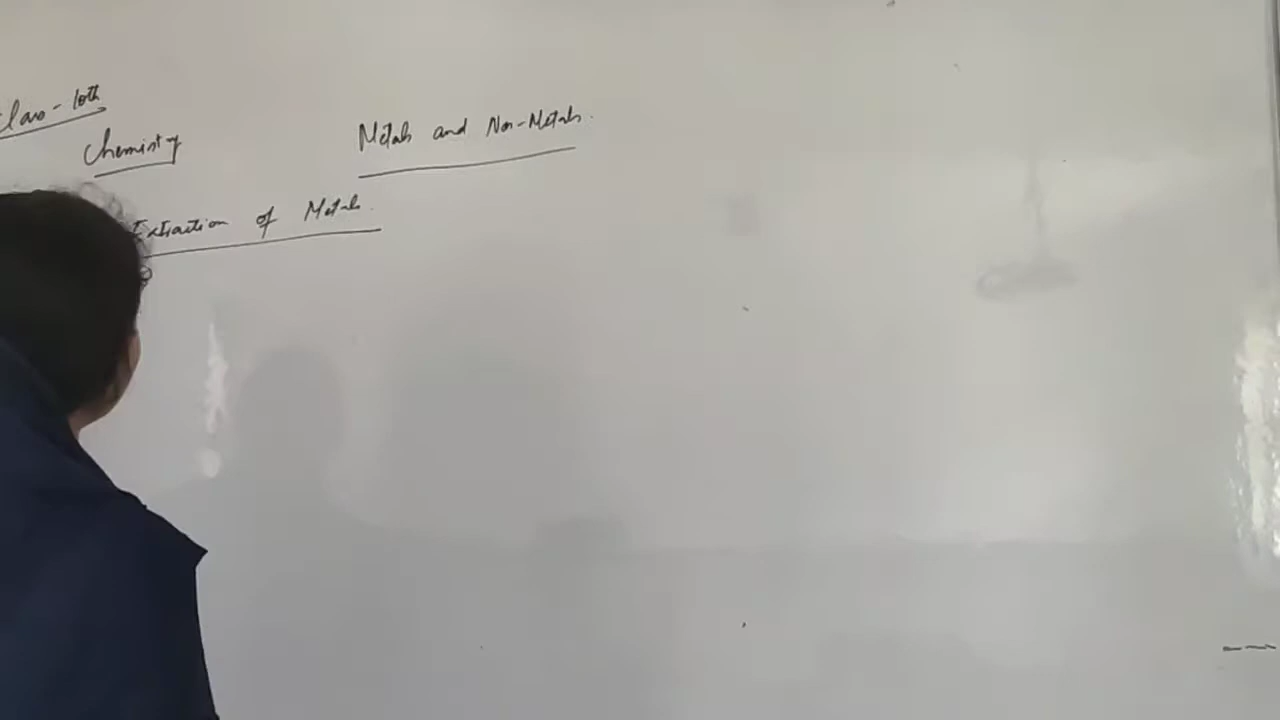 Class - 10th
Chemistry
Metals and Non-Metals.
Extraction of Metals.